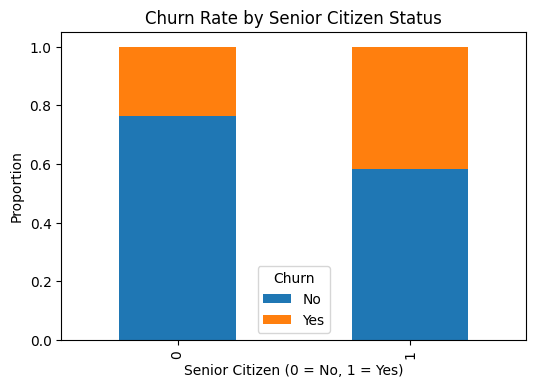 Churn Rate by Senior Citizen Status
Proportion
1.0
0.8
0.6
0.4
0.2
0.0
Churn
No
Yes
0
1
Senior Citizen (0 = No, 1 = Yes)